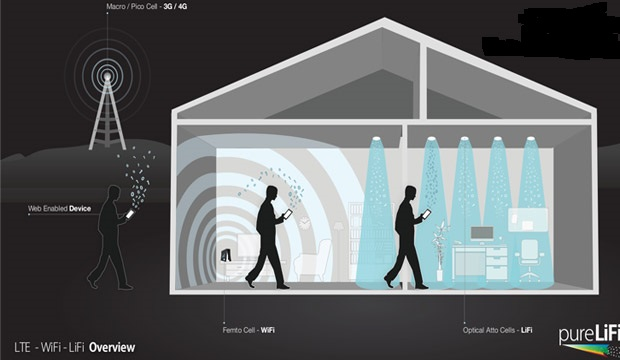 Macro / Pico Cell - 3G / 4G
Web Enabled Device
Femto Cell - WiFi
Optical Atto Cells - LiFi
LTE - WiFi - LiFi Overview
pureLiFi